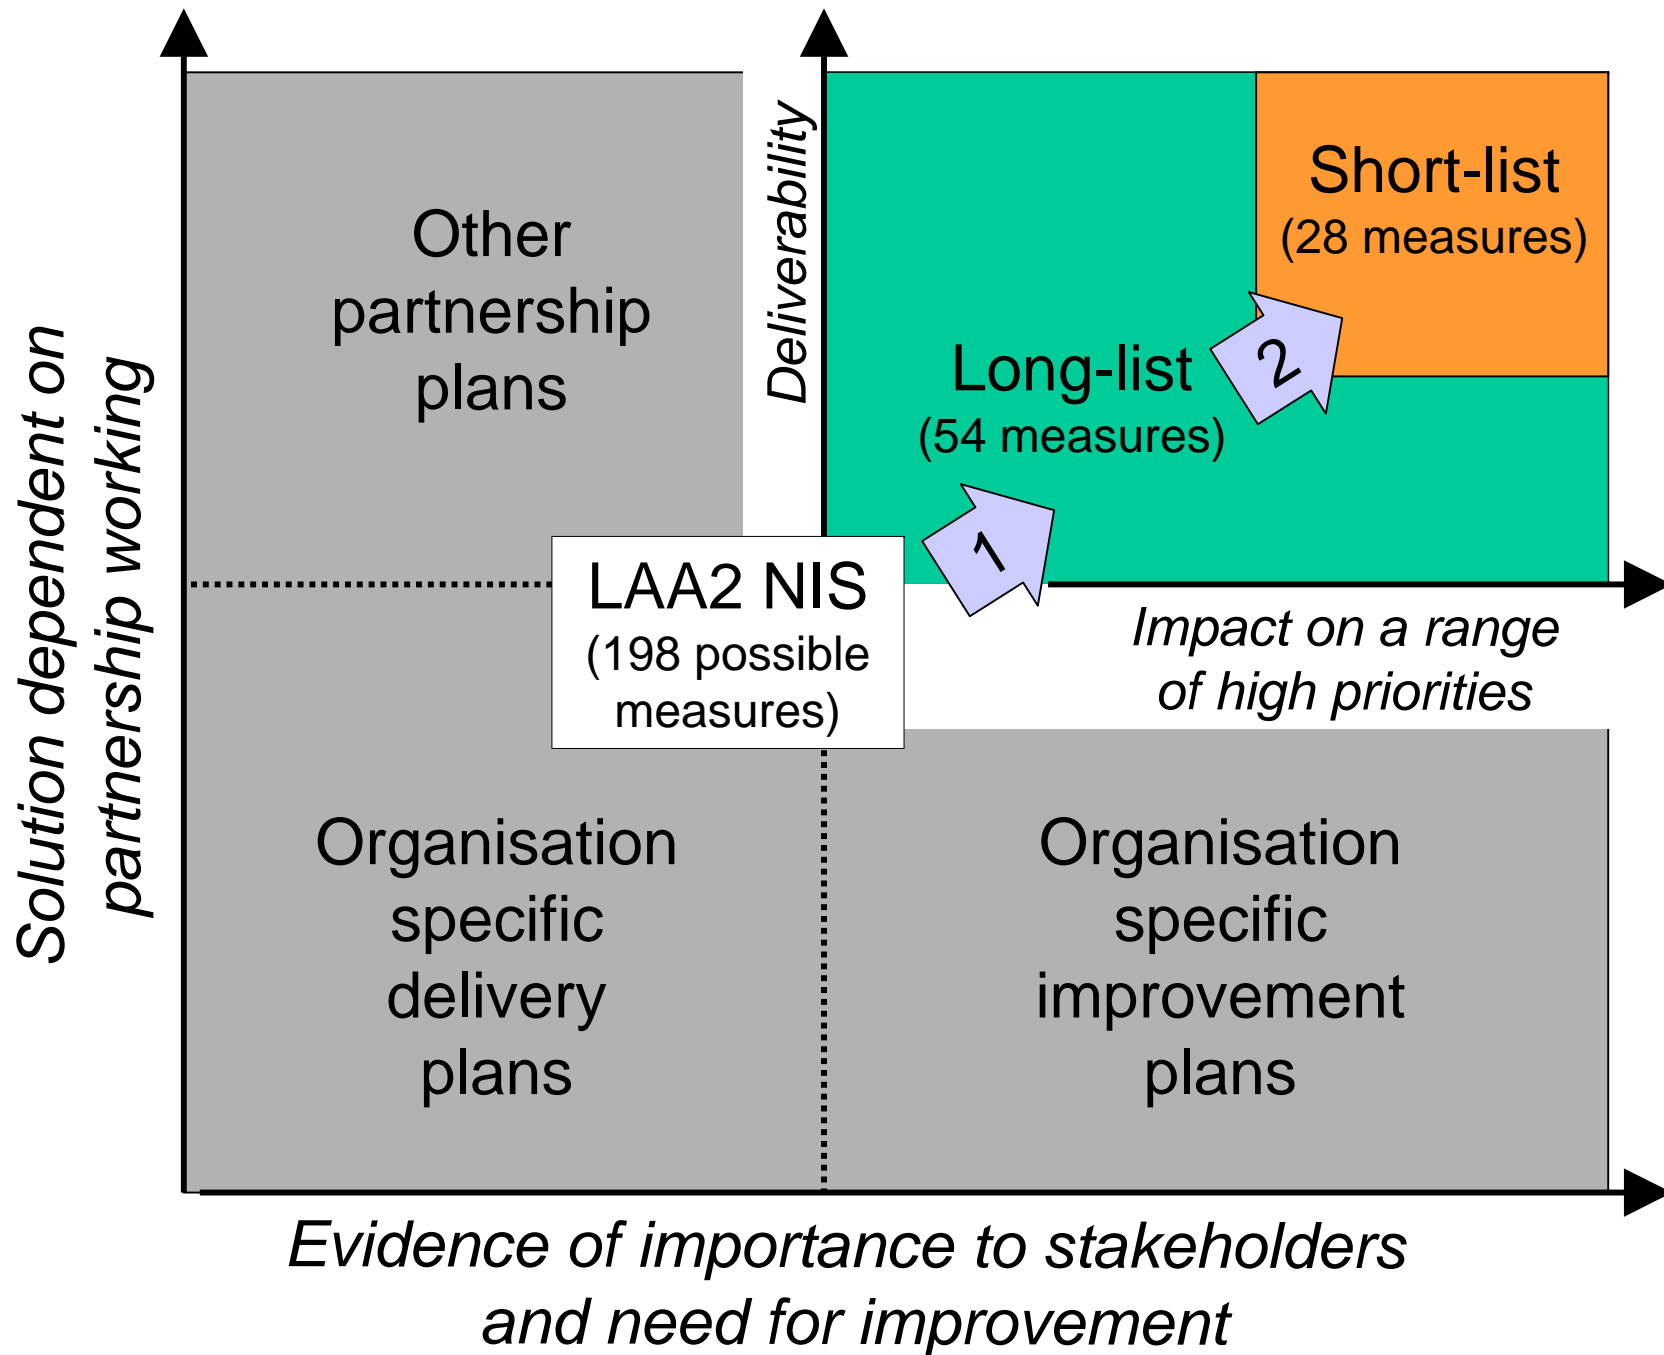 Solution dependent on
partnership working
Other
partnership
plans
Deliverability
Short-list
(28 measures)
Long-list
(54 measures)
2
1
LAA2 NIS
(198 possible
measures)
Impact on a range
of high priorities
Organisation
specific
delivery
plans
Organisation
specific
improvement
plans
Evidence of importance to stakeholders
and need for improvement